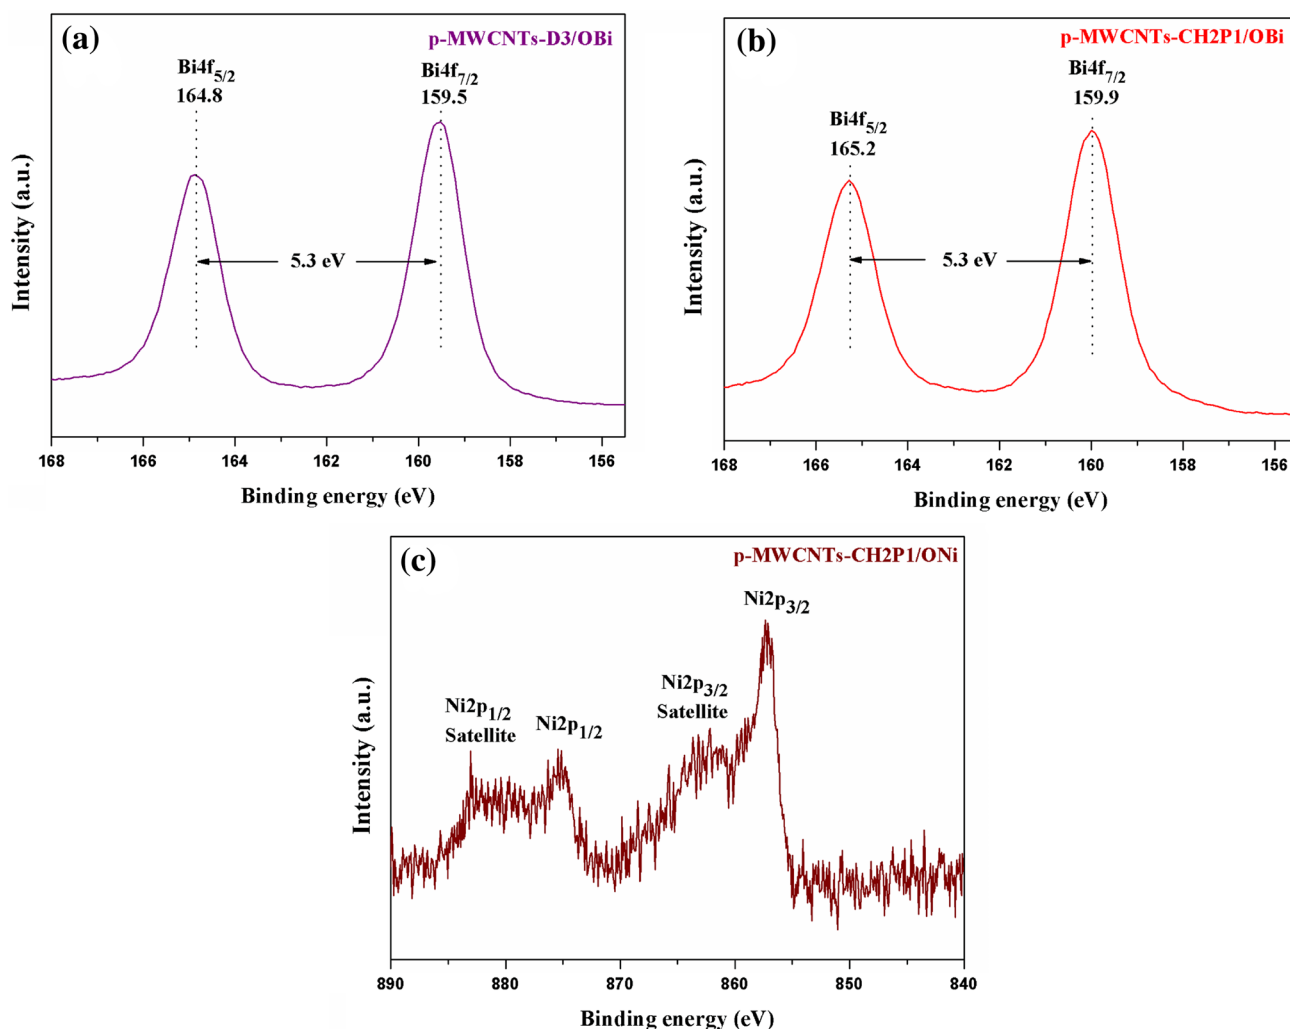 (a)
p-MWCNTs-D3/OBi
Bi4f5/2
164.8
Bi4f7/2
159.5
5.3 eV
Intensity (a.u.)
168 166 164 162 160 158 156
Binding energy (eV)
(b)
p-MWCNTs-CH2P1/OBi
Bi4f7/2
159.9
Bi4f5/2
165.2
5.3 eV
Intensity (a.u.)
168 166 164 162 160 158 156
Binding energy (eV)
(c)
p-MWCNTs-CH2P1/ONi
Ni2p3/2
Ni2p3/2
Satellite
Ni2p1/2
Satellite
Ni2p1/2
Intensity (a.u.)
890 880 870 860 850 840
Binding energy (eV)